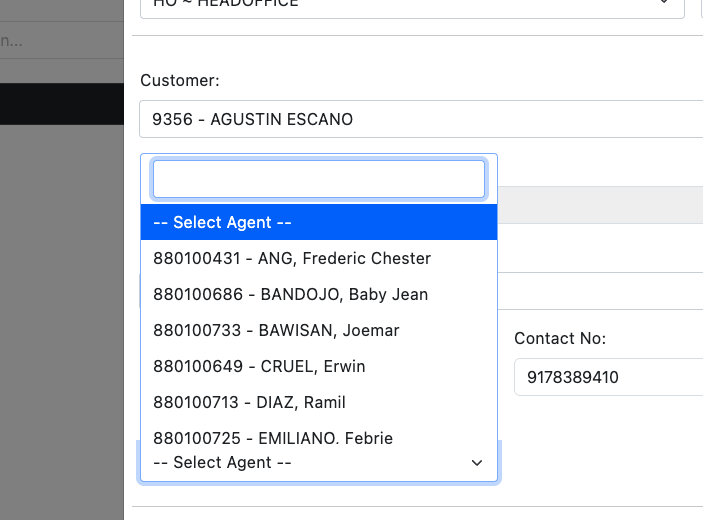 n...
HO ~ HEADOFFICE
Customer:
9356 - AGUSTIN ESCANO
-- Select Agent --
880100431 - ANG, Frederic Chester
880100686 - BANDOJO, Baby Jean
880100733 - BAWISAN, Joemar
880100649 - CRUEL, Erwin
880100713 - DIAZ, Ramil
880100725 - EMILIANO, Febrie
-- Select Agent --
Contact No:
9178389410